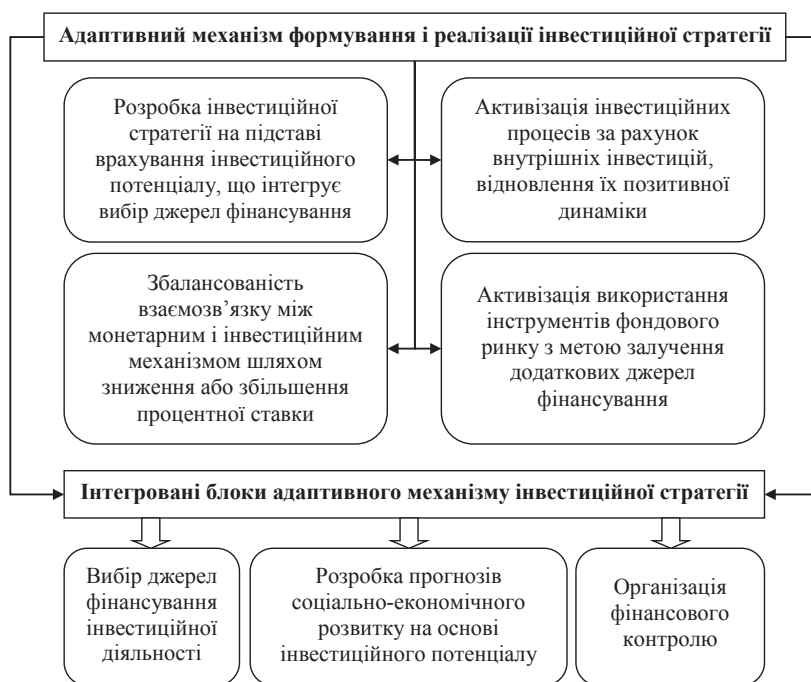 Адаптивний механізм формування і реалізації інвестиційної стратегії
Розробка інвестиційної
стратегії на підставі
врахування інвестиційного
потенціалу, що інтегрує
вибір джерел фінансування
Активізація інвестиційних
процесів за рахунок
внутрішніх інвестицій,
відновлення їх позитивної
динаміки
Збалансованість
взаємозв’язку між
монетарним і інвестиційним
механізмом шляхом
зниження або збільшення
процентної ставки
Активізація використання
інструментів фондового
ринку з метою залучення
додаткових джерел
фінансування
Інтегровані блоки адаптивного механізму інвестиційної стратегії
Вибір джерел
фінансування
інвестиційної
діяльності
Розробка прогнозів
соціально-економічного
розвитку на основі
інвестиційного потенціалу
Організація
фінансового
контролю